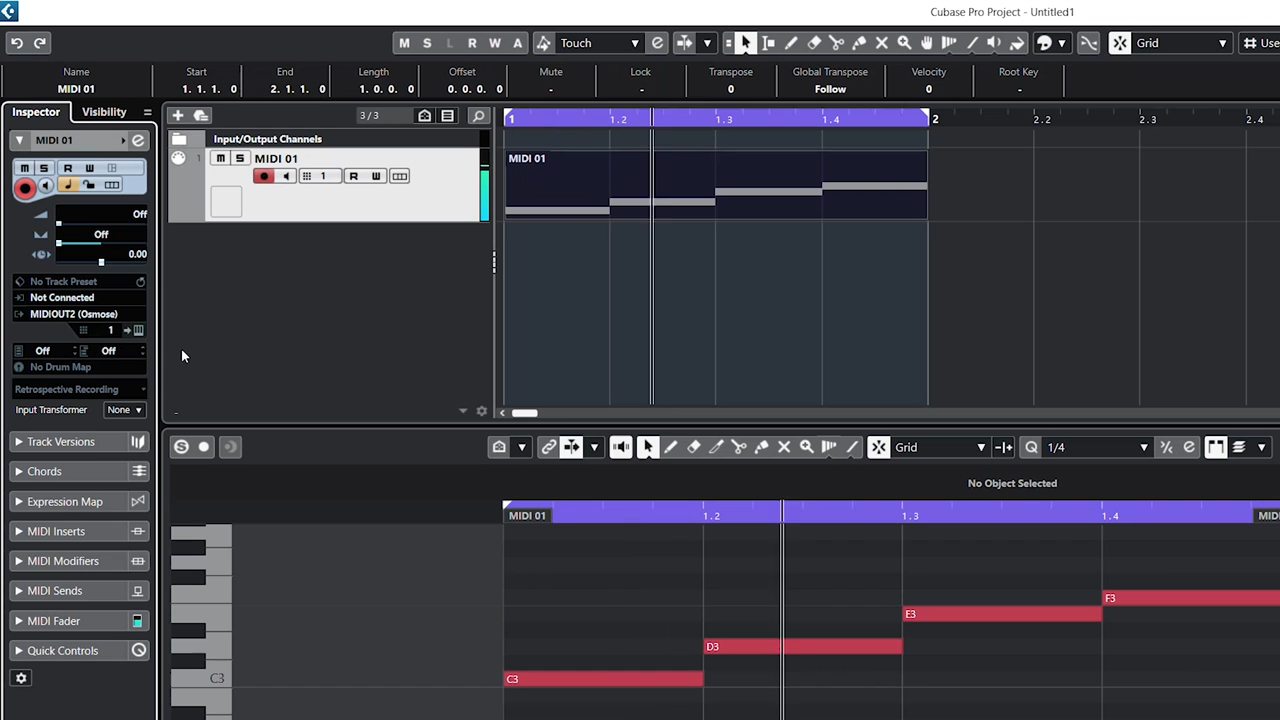 Cubase Pro Project - Untitled1
M S L R W A Touch Grid Use
Name Start End Length Offset Mute Lock Transpose Global Transpose Velocity Root Key
MIDI 01 1. 1. 1. 0 2. 1. 1. 0 1. 0. 0. 0 0. 0. 0. 0 - - 0 Follow 0 -
Inspector Visibility 3 / 3 1 1.2 1.3 1.4 2 2.2 2.3 2.4
MIDI 01 Input/Output Channels
1 M S MIDI 01 MIDI 01
M S R W 1 R W
Off
Off
0.00
No Track Preset
Not Connected
MIDIOUT2 (Osmose)
1
Off Off
No Drum Map
Retrospective Recording
Input Transformer None
Track Versions
Chords
Expression Map
MIDI Inserts
MIDI Modifiers
MIDI Sends
MIDI Fader
Quick Controls
S Grid Q 1/4
No Object Selected
MIDI 01 1.2 1.3 1.4 MID
F3
E3
D3
C3 C3